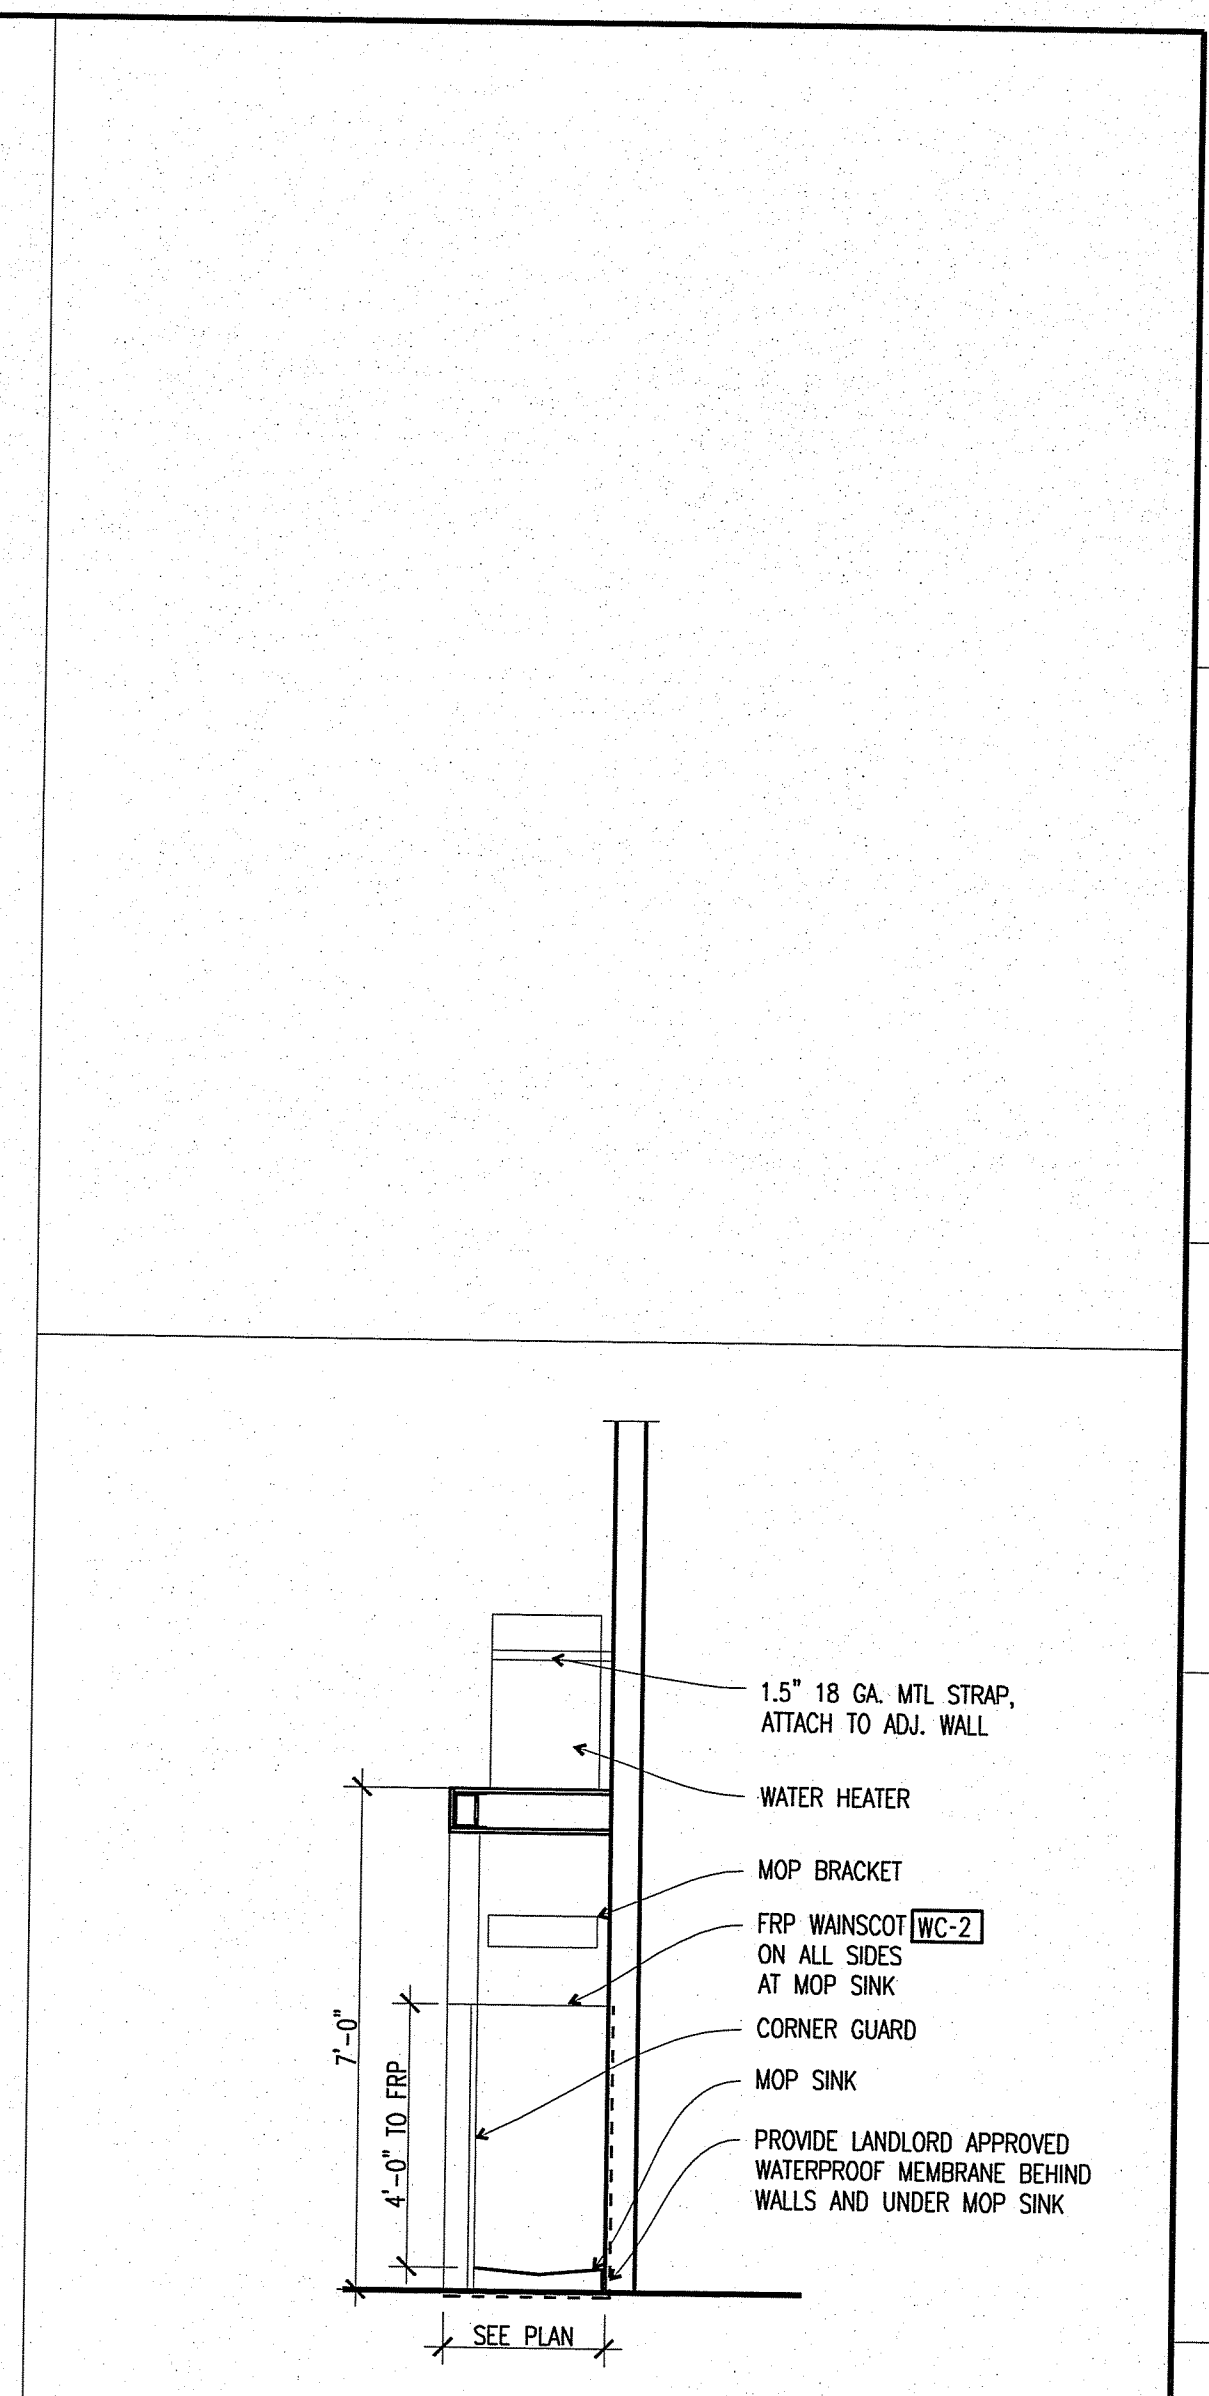 1.5" 18 GA. MTL STRAP,
ATTACH TO ADJ. WALL
WATER HEATER
MOP BRACKET
FRP WAINSCOT WC-2
ON ALL SIDES
AT MOP SINK
CORNER GUARD
MOP SINK
PROVIDE LANDLORD APPROVED
WATERPROOF MEMBRANE BEHIND
WALLS AND UNDER MOP SINK
7'-0"
4'-0" TO FRP
SEE PLAN